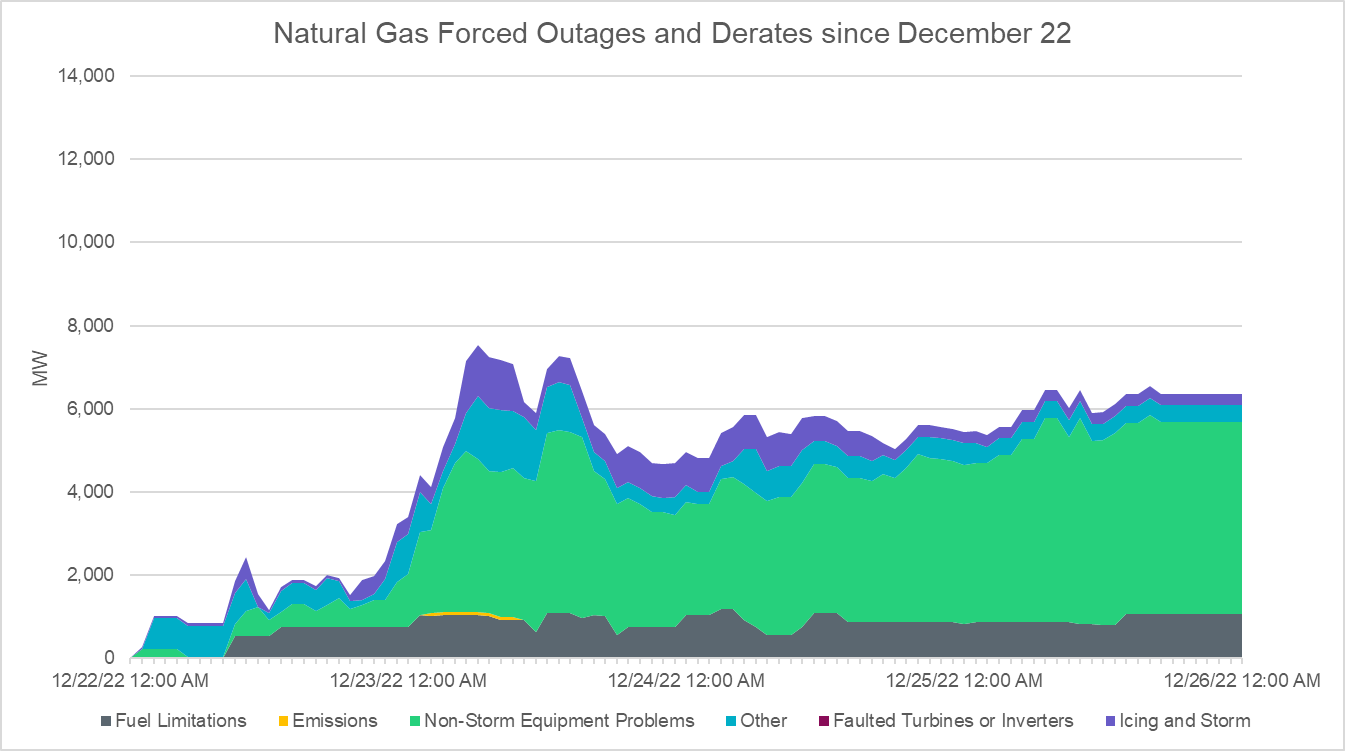 Natural Gas Forced Outages and Derates since December 22
14,000
12,000
10,000
8,000
6,000
4,000
2,000
0
MW
12/22/22 12:00 AM 12/23/22 12:00 AM 12/24/22 12:00 AM 12/25/22 12:00 AM 12/26/22 12:00 AM
Fuel Limitations Emissions Non-Storm Equipment Problems Other Faulted Turbines or Inverters Icing and Storm